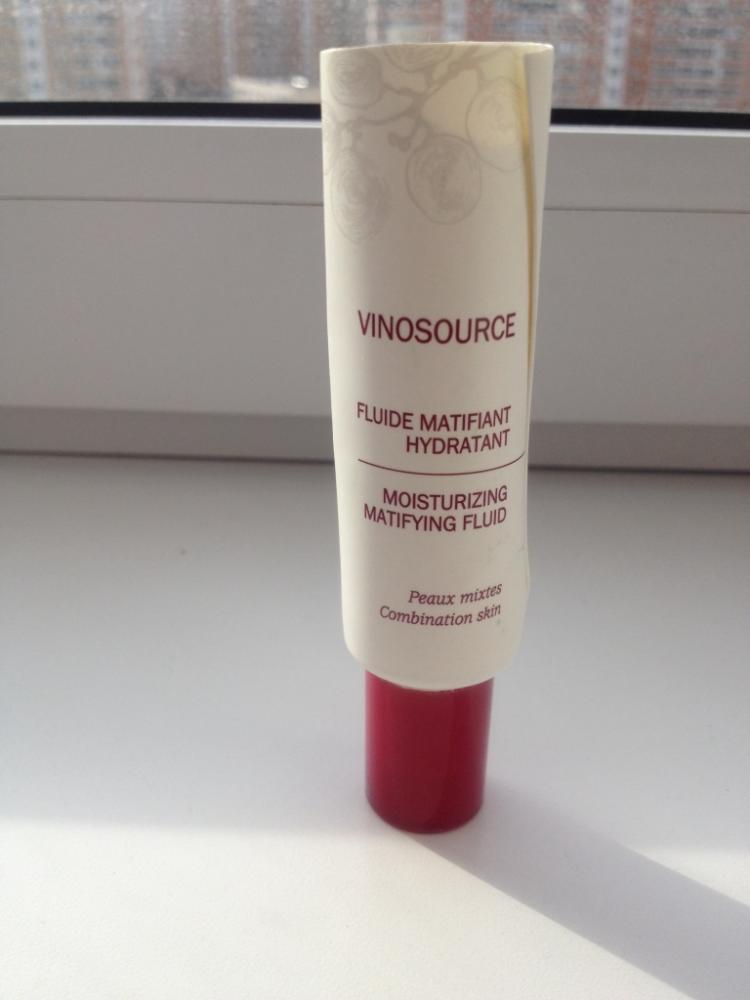 VINOSOURCE
FLUIDE MATIFIANT
HYDRATANT
MOISTURIZING
MATIFYING FLUID
Peaux mixtes
Combination skin